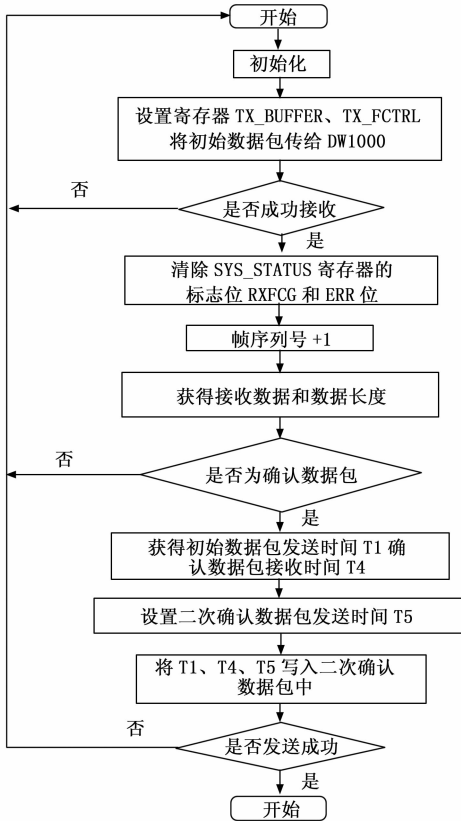 开始
初始化
设置寄存器 TX_BUFFER、TX_FCTRL
将初始数据包传给 DW1000
否
是否成功接收
是
清除 SYS_STATUS 寄存器的
标志位 RXFCG 和 ERR 位
帧序列号 +1
获得接收数据和数据长度
否
是否为确认数据包
是
获得初始数据包发送时间 T1 确
认数据包接收时间 T4
设置二次确认数据包发送时间 T5
将 T1、T4、T5 写入二次确认
数据包中
否
是否发送成功
是
开始